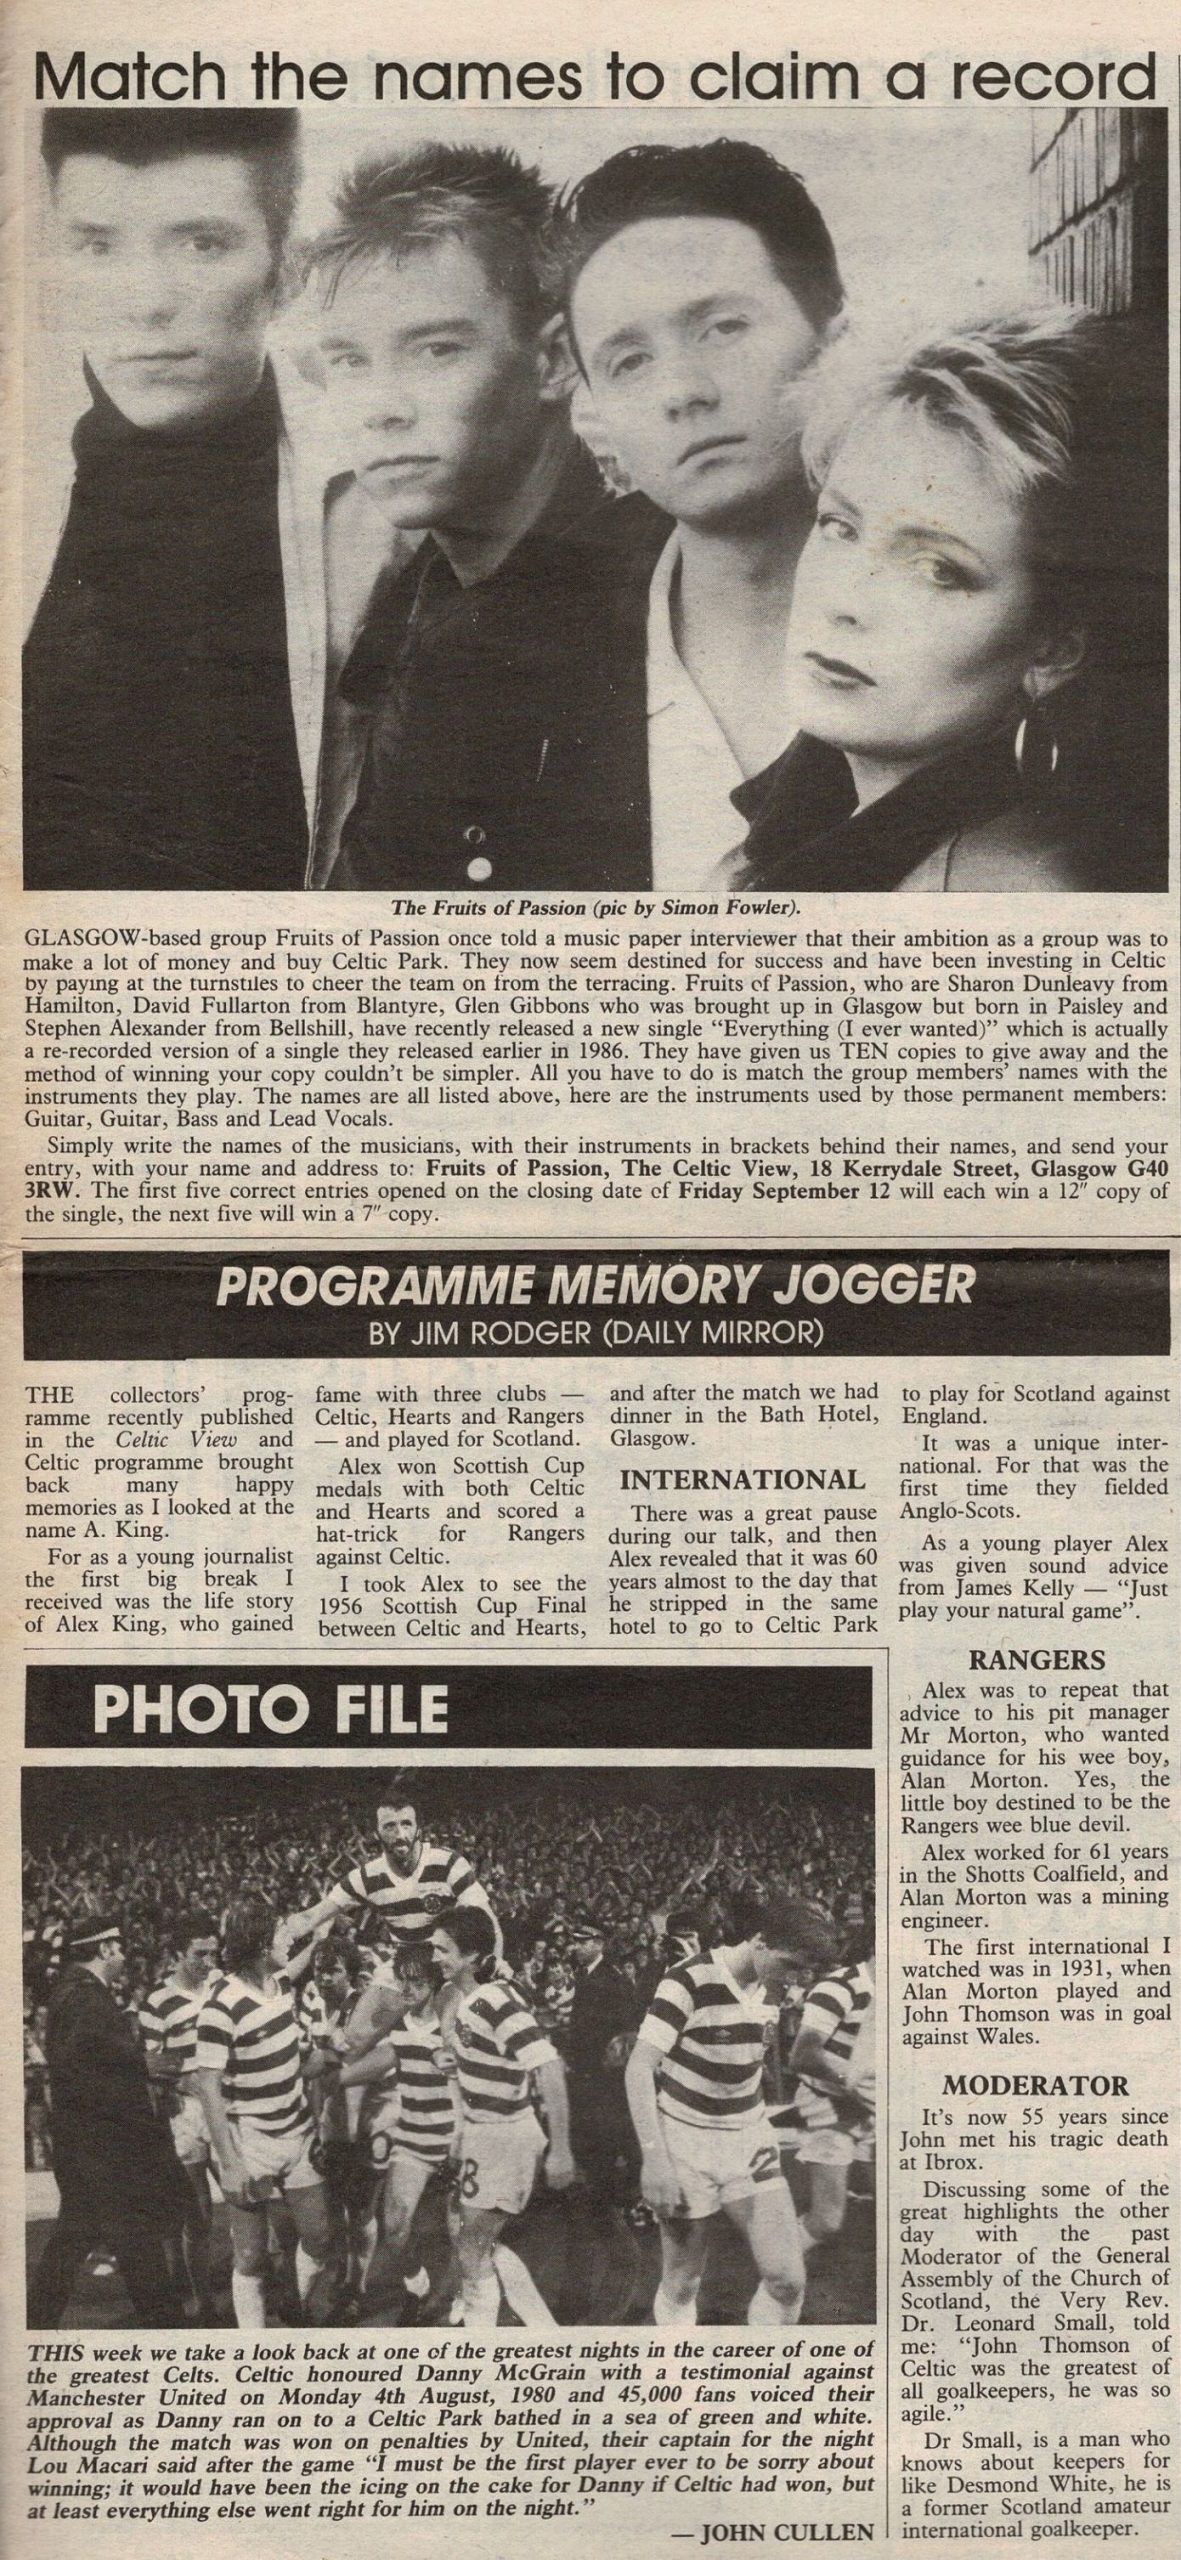 Match the names to claim a record
The Fruits of Passion (pic by Simon Fowler).
GLASGOW-based group Fruits of Passion once told a music paper interviewer that their ambition as a group was to
make a lot of money and buy Celtic Park. They now seem destined for success and have been investing in Celtic
by paying at the turnstiles to cheer the team on from the terracing. Fruits of Passion, who are Sharon Dunleavy from
Hamilton, David Fullarton from Blantyre, Glen Gibbons who was brought up in Glasgow but born in Paisley and
Stephen Alexander from Bellshill, have recently released a new single “Everything (I ever wanted)” which is actually
a re-recorded version of a single they released earlier in 1986. They have given us TEN copies to give away and the
method of winning your copy couldn’t be simpler. All you have to do is match the group members’ names with the
instruments they play. The names are all listed above, here are the instruments used by those permanent members:
Guitar, Guitar, Bass and Lead Vocals.
Simply write the names of the musicians, with their instruments in brackets behind their names, and send your
entry, with your name and address to: Fruits of Passion, The Celtic View, 18 Kerrydale Street, Glasgow G40
3RW. The first five correct entries opened on the closing date of Friday September 12 will each win a 12″ copy of
the single, the next five will win a 7″ copy.
PROGRAMME MEMORY JOGGER
BY JIM RODGER (DAILY MIRROR)
THE collectors’ prog-
ramme recently published
in the Celtic View and
Celtic programme brought
back many happy
memories as I looked at the
name A. King.
For as a young journalist
the first big break I
received was the life story
of Alex King, who gained
fame with three clubs —
Celtic, Hearts and Rangers
— and played for Scotland.
Alex won Scottish Cup
medals with both Celtic
and Hearts and scored a
hat-trick for Rangers
against Celtic.
I took Alex to see the
1956 Scottish Cup Final
between Celtic and Hearts,
and after the match we had
dinner in the Bath Hotel,
Glasgow.
INTERNATIONAL
There was a great pause
during our talk, and then
Alex revealed that it was 60
years almost to the day that
he stripped in the same
hotel to go to Celtic Park
to play for Scotland against
England.
It was a unique inter-
national. For that was the
first time they fielded
Anglo-Scots.
As a young player Alex
was given sound advice
from James Kelly — “Just
play your natural game”.
RANGERS
Alex was to repeat that
advice to his pit manager
Mr Morton, who wanted
guidance for his wee boy,
Alan Morton. Yes, the
little boy destined to be the
Rangers wee blue devil.
Alex worked for 61 years
in the Shotts Coalfield, and
Alan Morton was a mining
engineer.
The first international I
watched was in 1931, when
Alan Morton played and
John Thomson was in goal
against Wales.
MODERATOR
It’s now 55 years since
John met his tragic death
at Ibrox.
Discussing some of the
great highlights the other
day with the past
Moderator of the General
Assembly of the Church of
Scotland, the Very Rev.
Dr. Leonard Small, told
me: “John Thomson of
Celtic was the greatest of
all goalkeepers, he was so
agile.”
Dr Small, is a man who
knows about keepers for
like Desmond White, he is
a former Scotland amateur
international goalkeeper.
PHOTO FILE
8
2
THIS week we take a look back at one of the greatest nights in the career of one of
the greatest Celts. Celtic honoured Danny McGrain with a testimonial against
Manchester United on Monday 4th August, 1980 and 45,000 fans voiced their
approval as Danny ran on to a Celtic Park bathed in a sea of green and white.
Although the match was won on penalties by United, their captain for the night
Lou Macari said after the game “I must be the first player ever to be sorry about
winning; it would have been the icing on the cake for Danny if Celtic had won, but
at least everything else went right for him on the night.”
— JOHN CULLEN